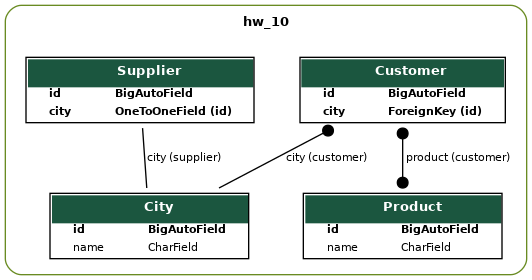 hw_10
Supplier
id BigAutoField
city OneToOneField (id)
Customer
id BigAutoField
city ForeignKey (id)
city (supplier)
city (customer)
product (customer)
City
id BigAutoField
name CharField
Product
id BigAutoField
name CharField